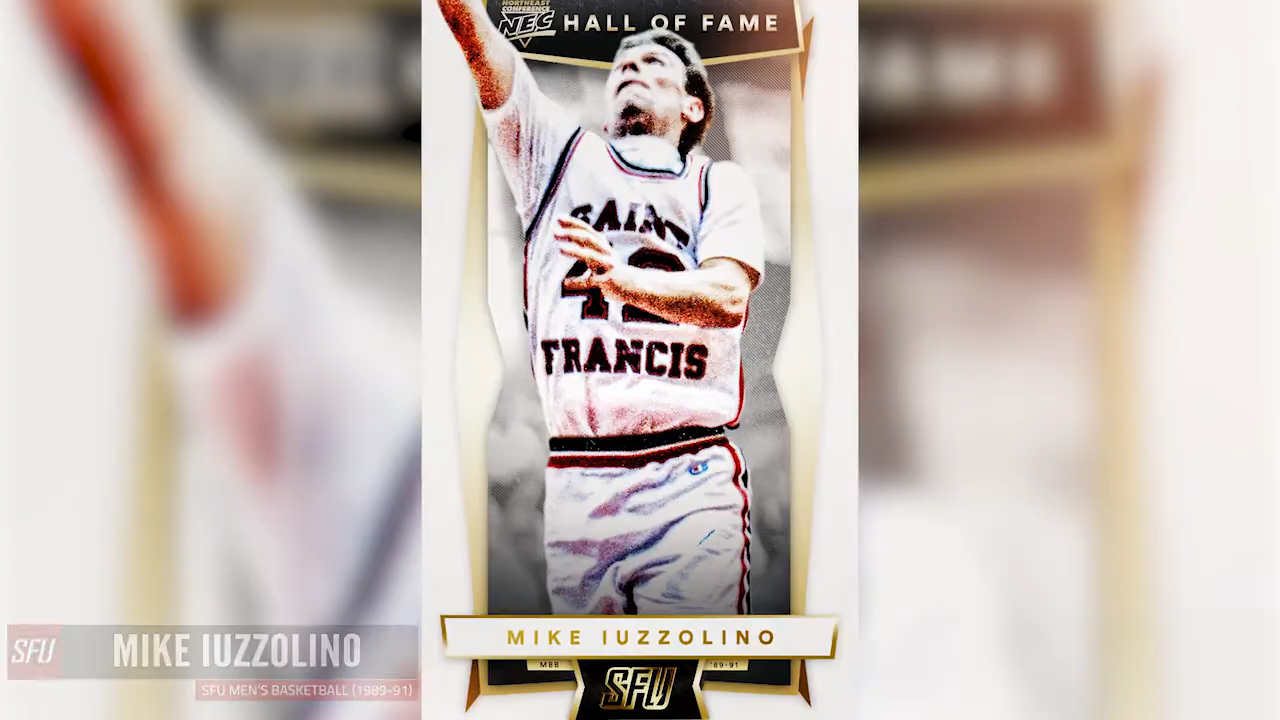 NORTHEAST
CONFERENCE
NEC HALL OF FAME
SAINT
42
FRANCIS
MIKE IUZZOLINO
MBB '89-91
SFU
SFU MIKE IUZZOLINO
SFU MEN'S BASKETBALL (1989-91)